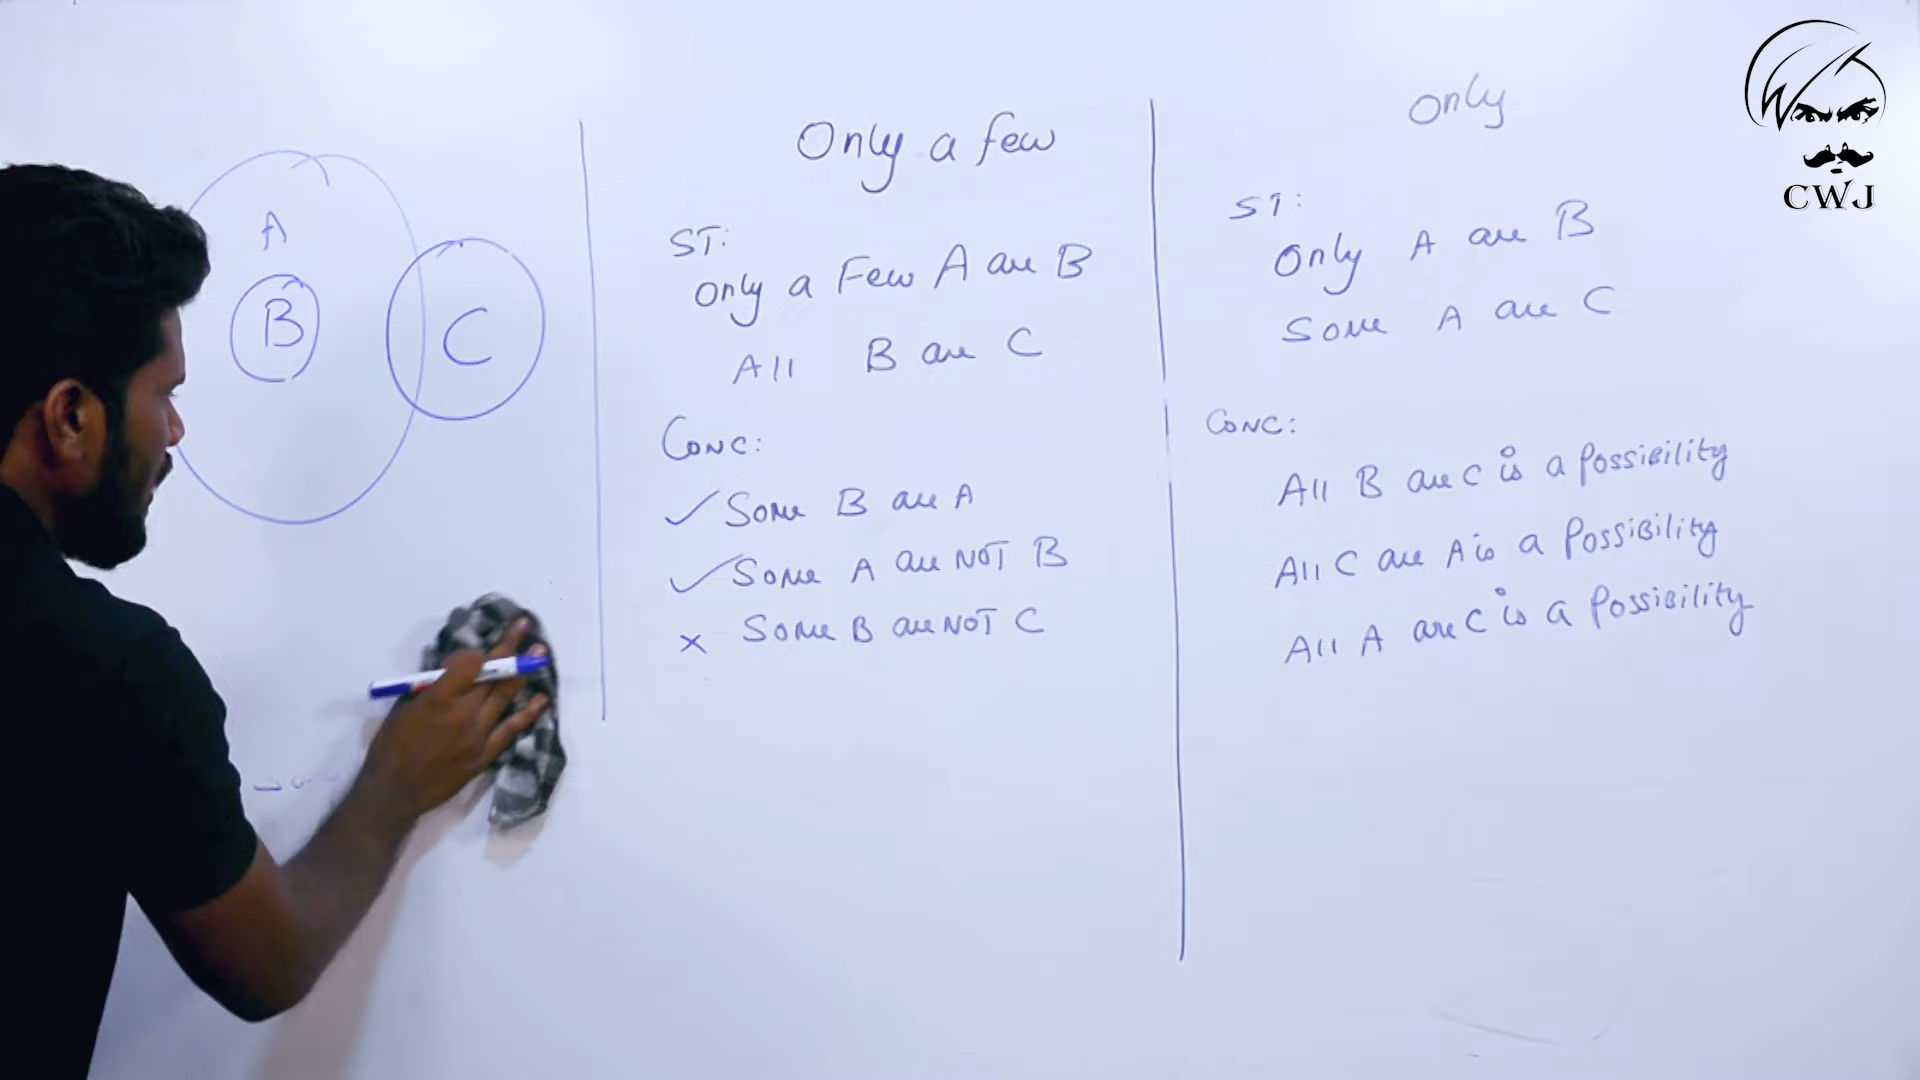 A
B
C
Only a few
ST:
Only a Few A are B
All B are C
CONC:
✓ Some B are A
✓ Some A are NOT B
× Some B are NOT C
Only
ST:
Only A are B
Some A are C
CONC:
All B are C is a Possibility
All C are A is a Possibility
All A are C is a Possibility
CWJ